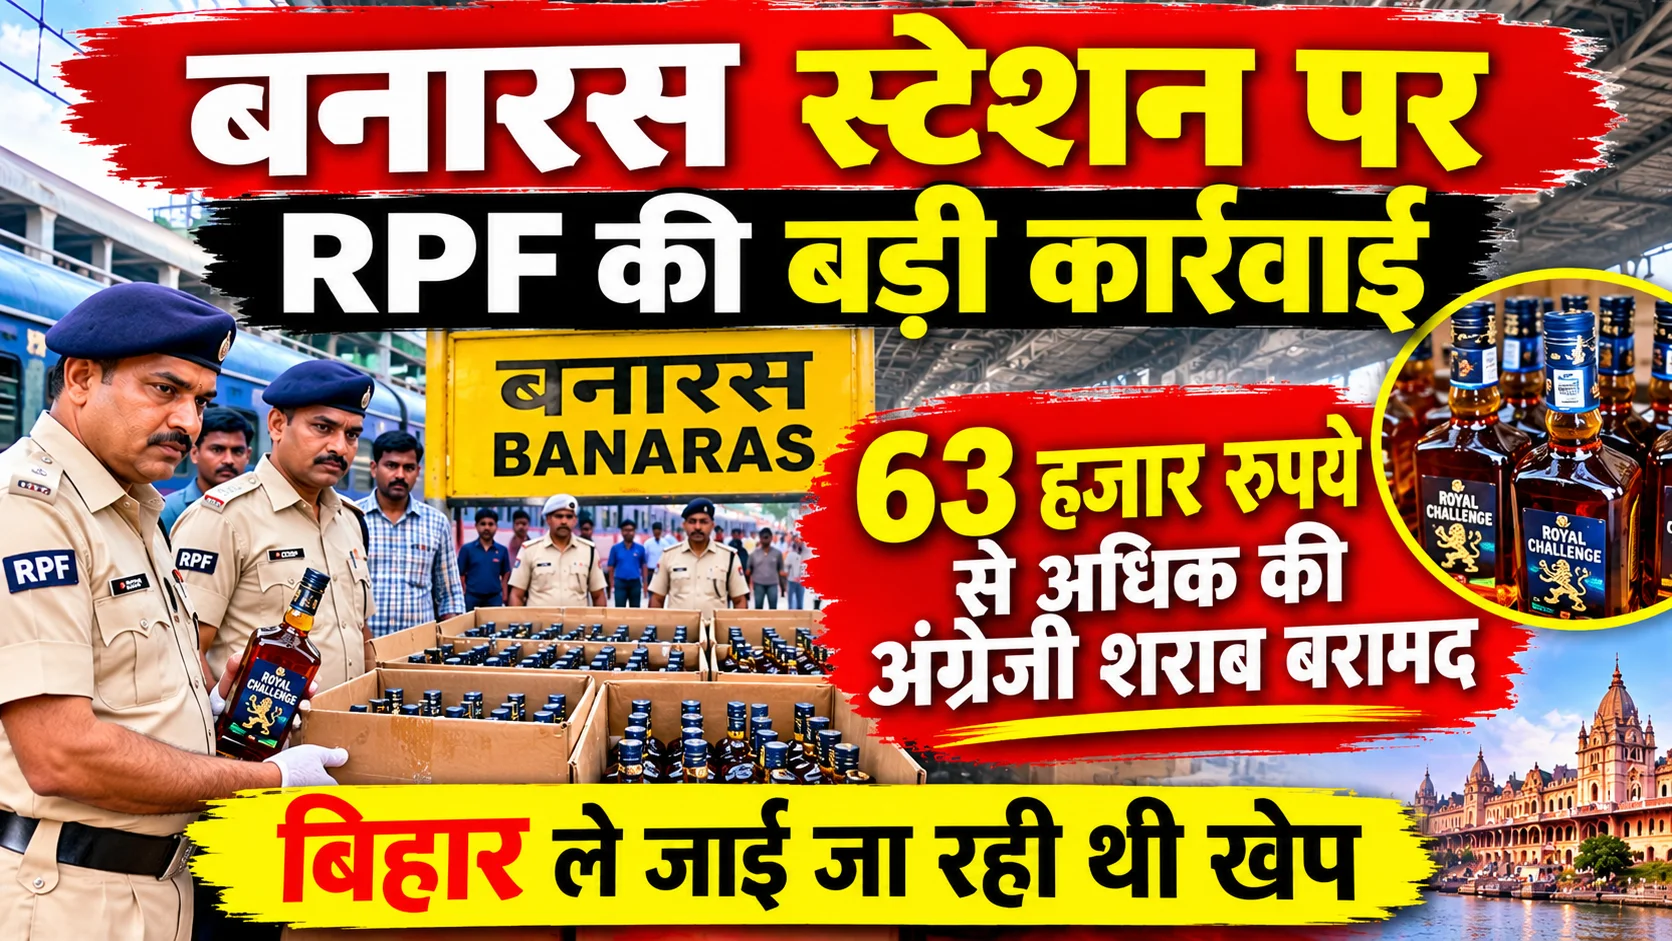 बनारस स्टेशन पर
RPF की बड़ी कार्रवाई
बनारस
BANARAS
63 हजार रुपये
से अधिक की
अंग्रेजी शराब बरामद
ROYAL
CHALLENGE
ROYAL
CHALLENGE
RPF
RPF
ROYAL
CHALLENGE
बिहार ले जाई जा रही थी खेप